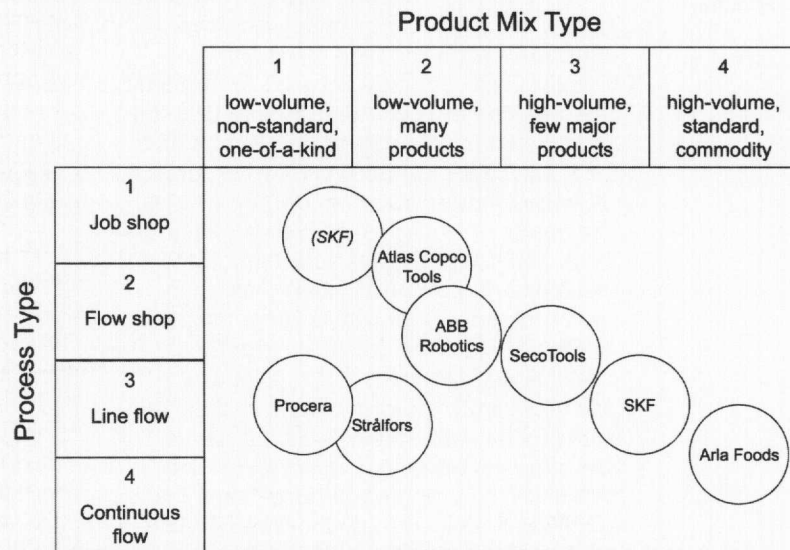 Product Mix Type
1
low-volume,
non-standard,
one-of-a-kind
2
low-volume,
many
products
3
high-volume,
few major
products
4
high-volume,
standard,
commodity
Process Type
1
Job shop
2
Flow shop
3
Line flow
4
Continuous
flow
(SKF)
Atlas Copco
Tools
ABB
Robotics
SecoTools
Procera
Strålfors
SKF
Arla Foods